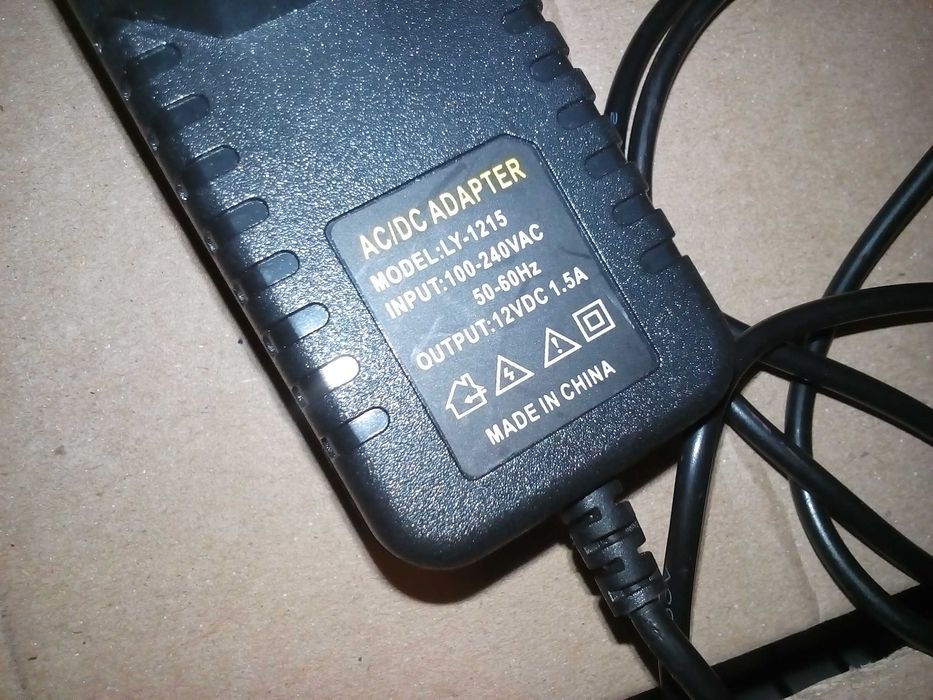 AC/DC ADAPTER
MODEL:LY-1215
INPUT:100-240VAC
50-60Hz
OUTPUT:12VDC 1.5A
MADE IN CHINA